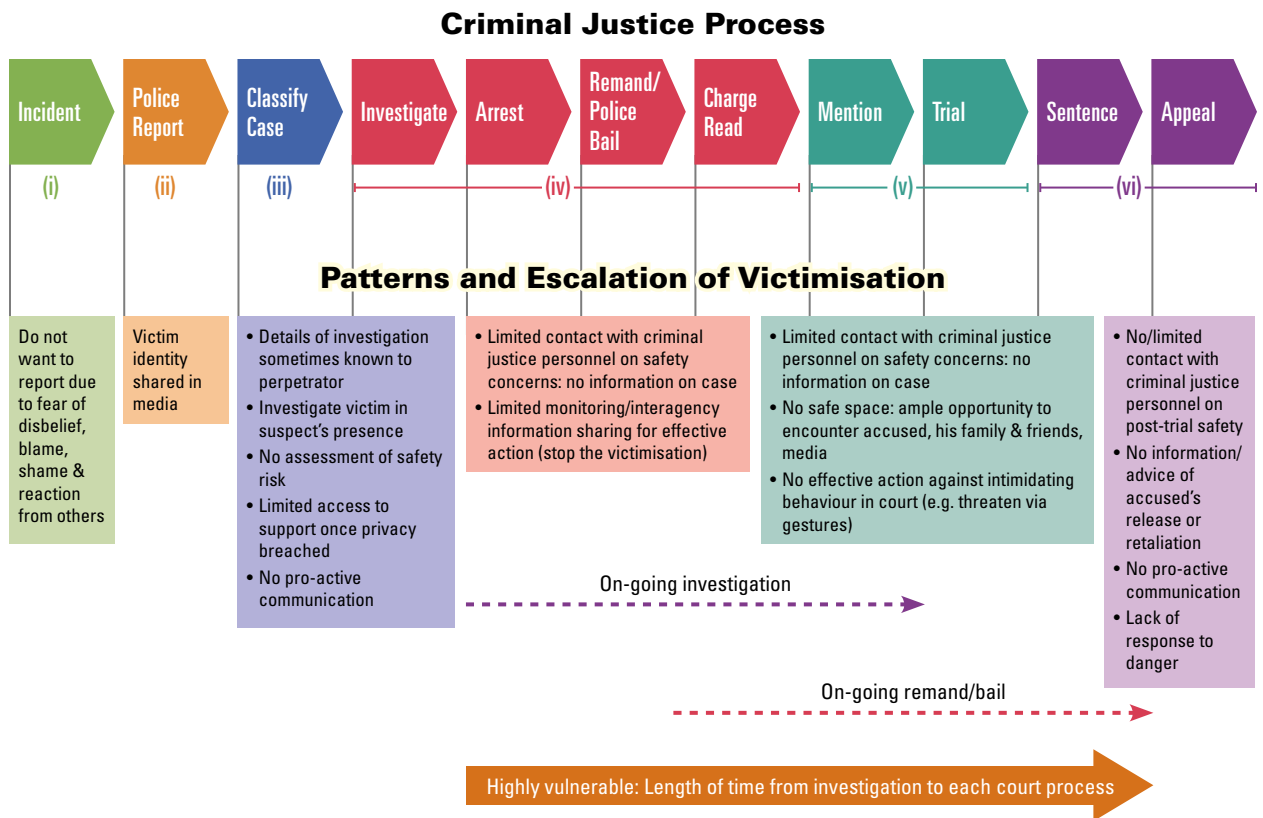 Criminal Justice Process
Incident
Police
Report
Classify
Case
Investigate
Arrest
Remand/
Police
Bail
Charge
Read
Mention
Trial
Sentence
Appeal
(i)
(ii)
(iii)
(iv)
(v)
(vi)
Patterns and Escalation of Victimisation
Do not
want to
report due
to fear of
disbelief,
blame,
shame &
reaction
from others
Victim
identity
shared in
media
• Details of investigation
sometimes known to
perpetrator
• Investigate victim in
suspect's presence
• No assessment of safety
risk
• Limited access to
support once privacy
breached
• No pro-active
communication
• Limited contact with criminal
justice personnel on safety
concerns: no information on case
• Limited monitoring/interagency
information sharing for effective
action (stop the victimisation)
• Limited contact with criminal justice
personnel on safety concerns: no
information on case
• No safe space: ample opportunity to
encounter accused, his family & friends,
media
• No effective action against intimidating
behaviour in court (e.g. threaten via
gestures)
• No/limited
contact with
criminal justice
personnel on
post-trial safety
• No information/
advice of
accused's
release or
retaliation
• No pro-active
communication
• Lack of
response to
danger
On-going investigation
On-going remand/bail
Highly vulnerable: Length of time from investigation to each court process